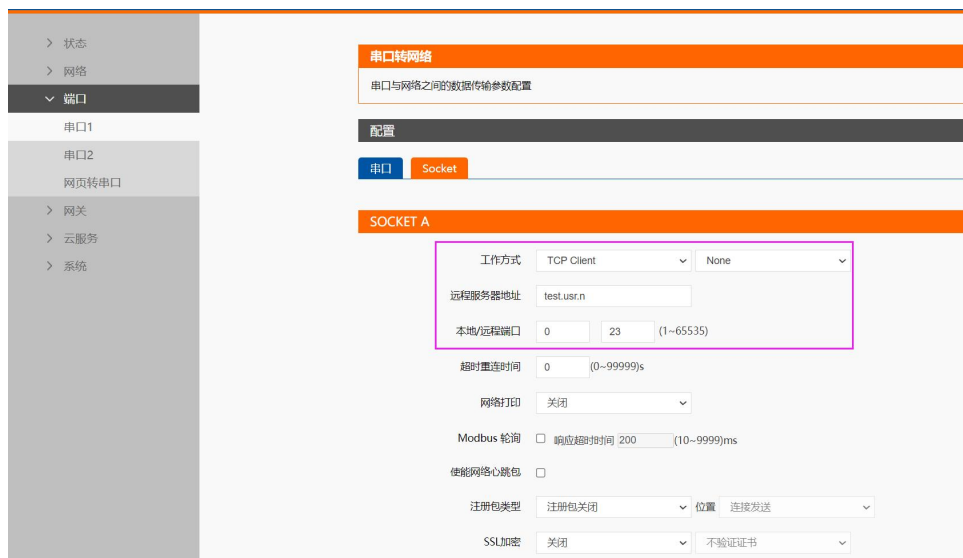 状态
网络
端口
串口1
串口2
网页转串口
网关
云服务
系统
串口转网络
串口与网络之间的数据传输参数配置
配置
串口 Socket
SOCKET A
工作方式 TCP Client None
远程服务器地址 test.usr.n
本地/远程端口 0 23 (1~65535)
超时重连时间 0 (0~99999)s
网络打印 关闭
Modbus 轮询 响应超时时间 200 (10~9999)ms
使能网络心跳包
注册包类型 注册包关闭 位置 连接发送
SSL加密 关闭 不验证证书